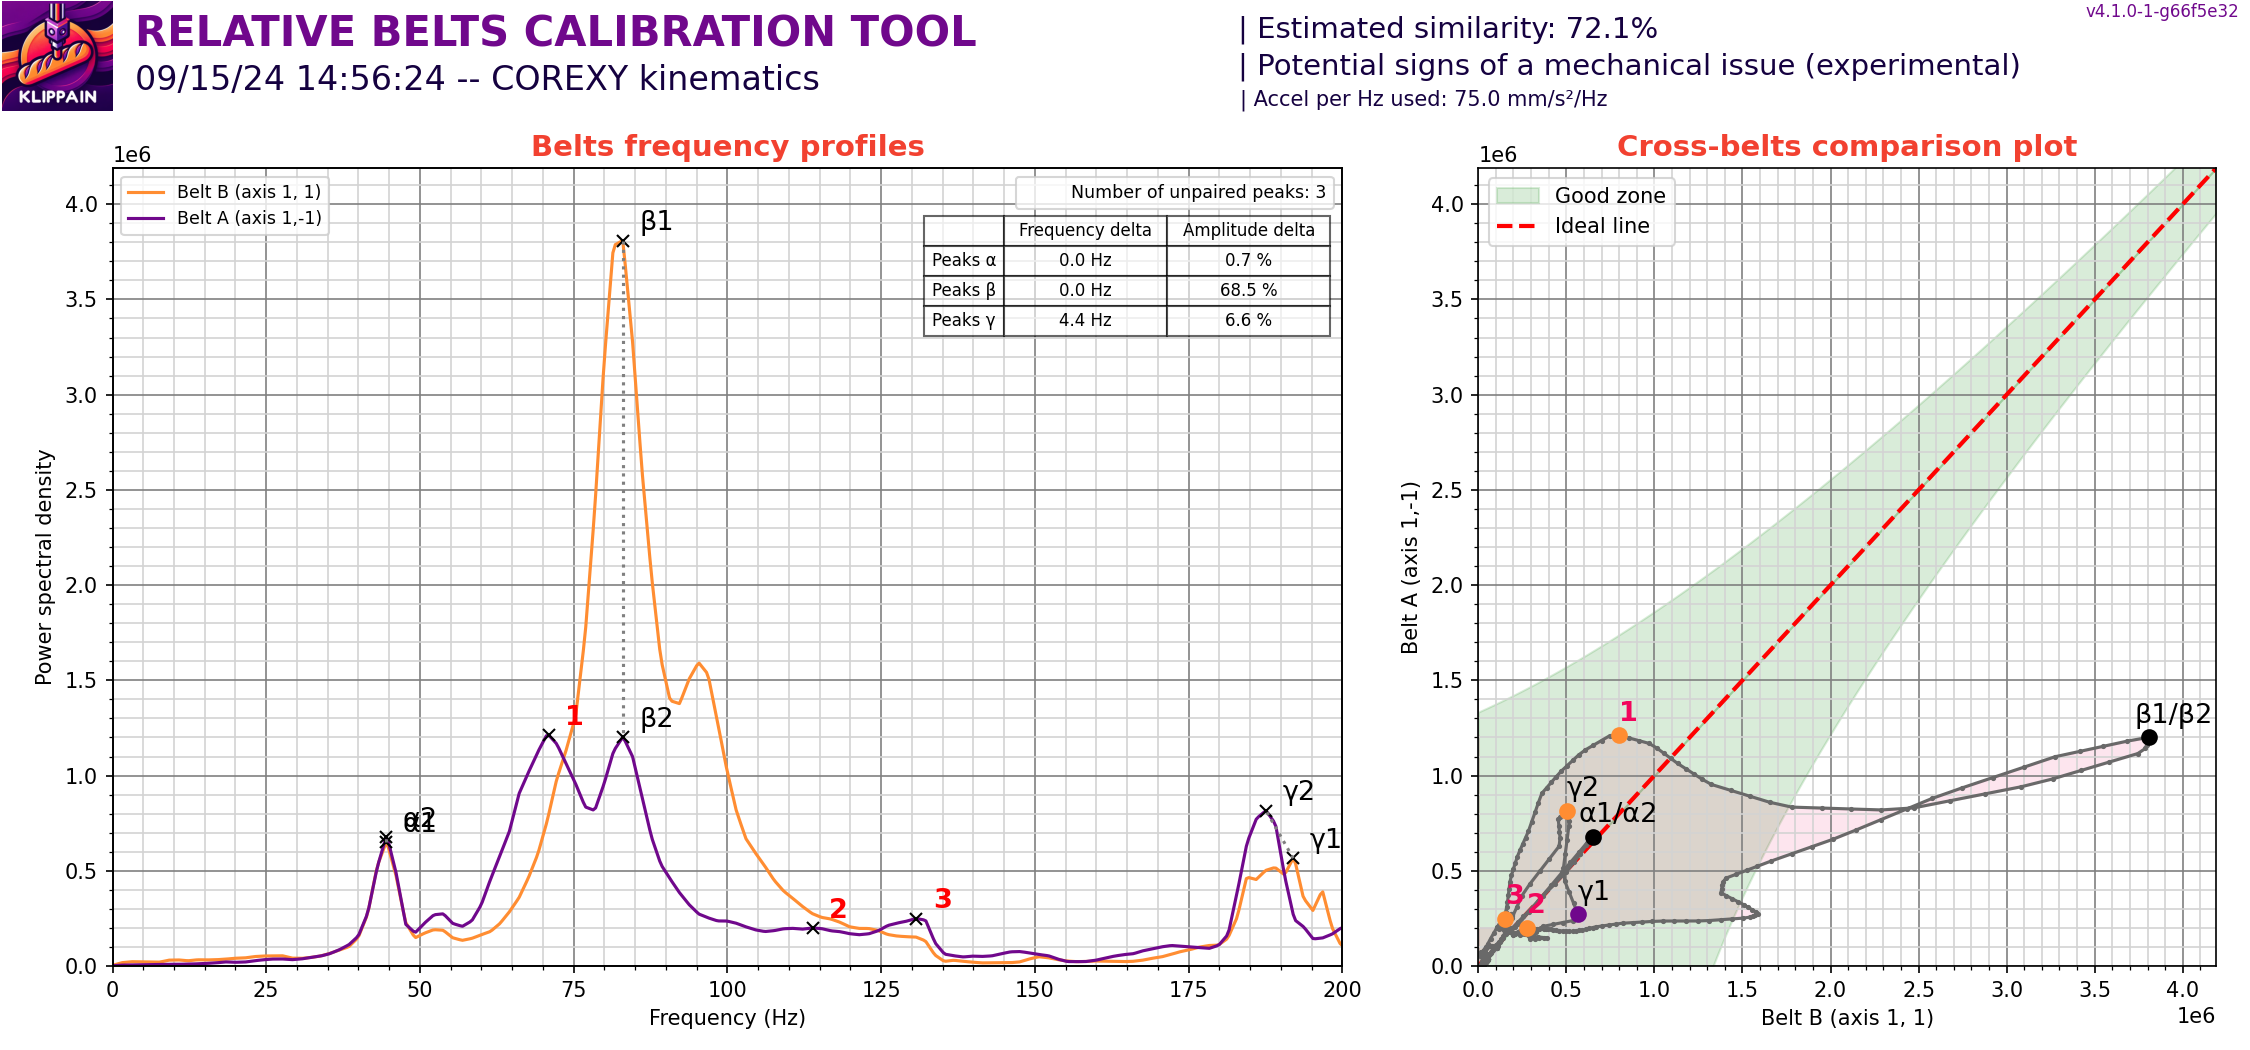 KLIPPAIN
RELATIVE BELTS CALIBRATION TOOL
09/15/24 14:56:24 -- COREXY kinematics
| Estimated similarity: 72.1%
| Potential signs of a mechanical issue (experimental)
| Accel per Hz used: 75.0 mm/s²/Hz
v4.1.0-1-g66f5e32
Belts frequency profiles
1e6
Belt B (axis 1, 1)
Belt A (axis 1,-1)
Number of unpaired peaks: 3
Frequency delta Amplitude delta
Peaks α 0.0 Hz 0.7 %
Peaks β 0.0 Hz 68.5 %
Peaks γ 4.4 Hz 6.6 %
β1
β2
1
α2
α1
2
3
γ2
γ1
4.0
3.5
3.0
2.5
2.0
1.5
1.0
0.5
0.0
Power spectral density
0 25 50 75 100 125 150 175 200
Frequency (Hz)
Cross-belts comparison plot
1e6
Good zone
Ideal line
β1/β2
1
γ2
α1/α2
γ1
3
2
4.0
3.5
3.0
2.5
2.0
1.5
1.0
0.5
0.0
Belt A (axis 1,-1)
0.0 0.5 1.0 1.5 2.0 2.5 3.0 3.5 4.0
Belt B (axis 1, 1)
1e6